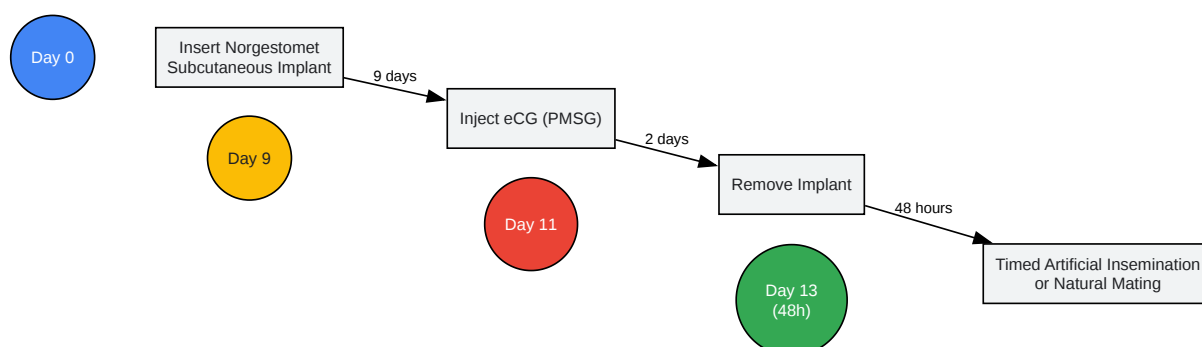 Day 0
Insert Norgestomet
Subcutaneous Implant
9 days
Day 9
Inject eCG (PMSG)
2 days
Day 11
Remove Implant
48 hours
Day 13
(48h)
Timed Artificial Insemination
or Natural Mating